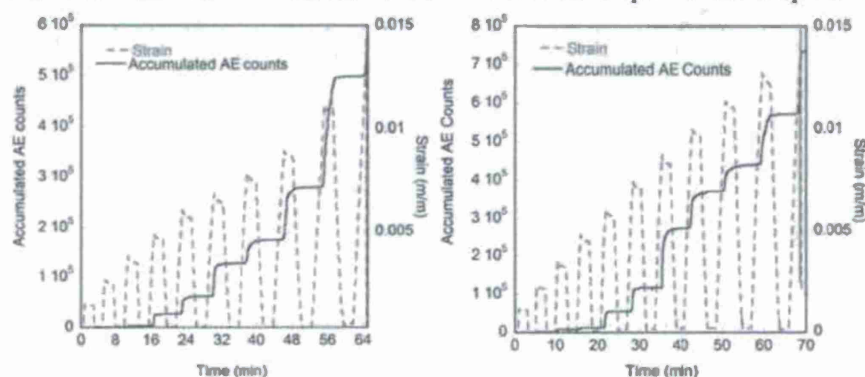 0.015
6 10⁵
5 10⁵
4 10⁵
3 10⁵
2 10⁵
1 10⁵
0
Accumulated AE counts
Strain
Accumulated AE counts
0.01
0.005
Strain (m/m)
0 8 16 24 32 40 48 56 64
Time (min)
8 10⁵
7 10⁵
6 10⁵
5 10⁵
4 10⁵
3 10⁵
2 10⁵
1 10⁵
0
Accumulated AE Counts
Strain
Accumulated AE Counts
0.015
0.01
0.005
0
Strain (m/m)
0 10 20 30 40 50 60 70
Time (min)